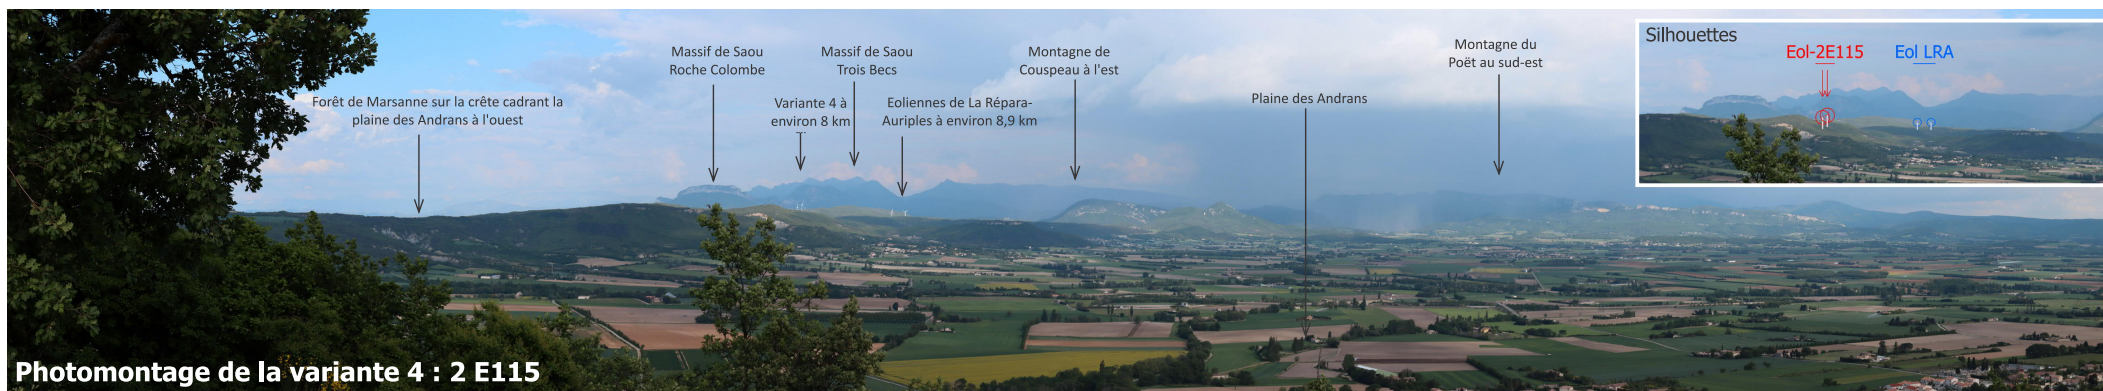 Silhouettes
Eol-2E115
Eol LRA
Massif de Saou
Roche Colombe
Massif de Saou
Trois Becs
Montagne de
Couspeau à l'est
Montagne du
Poët au sud-est
Forêt de Marsanne sur la crête cadrant la
plaine des Andrans à l'ouest
Variante 4 à
environ 8 km
Eoliennes de La Répara-
Auriples à environ 8,9 km
Plaine des Andrans
Photomontage de la variante 4 : 2 E115